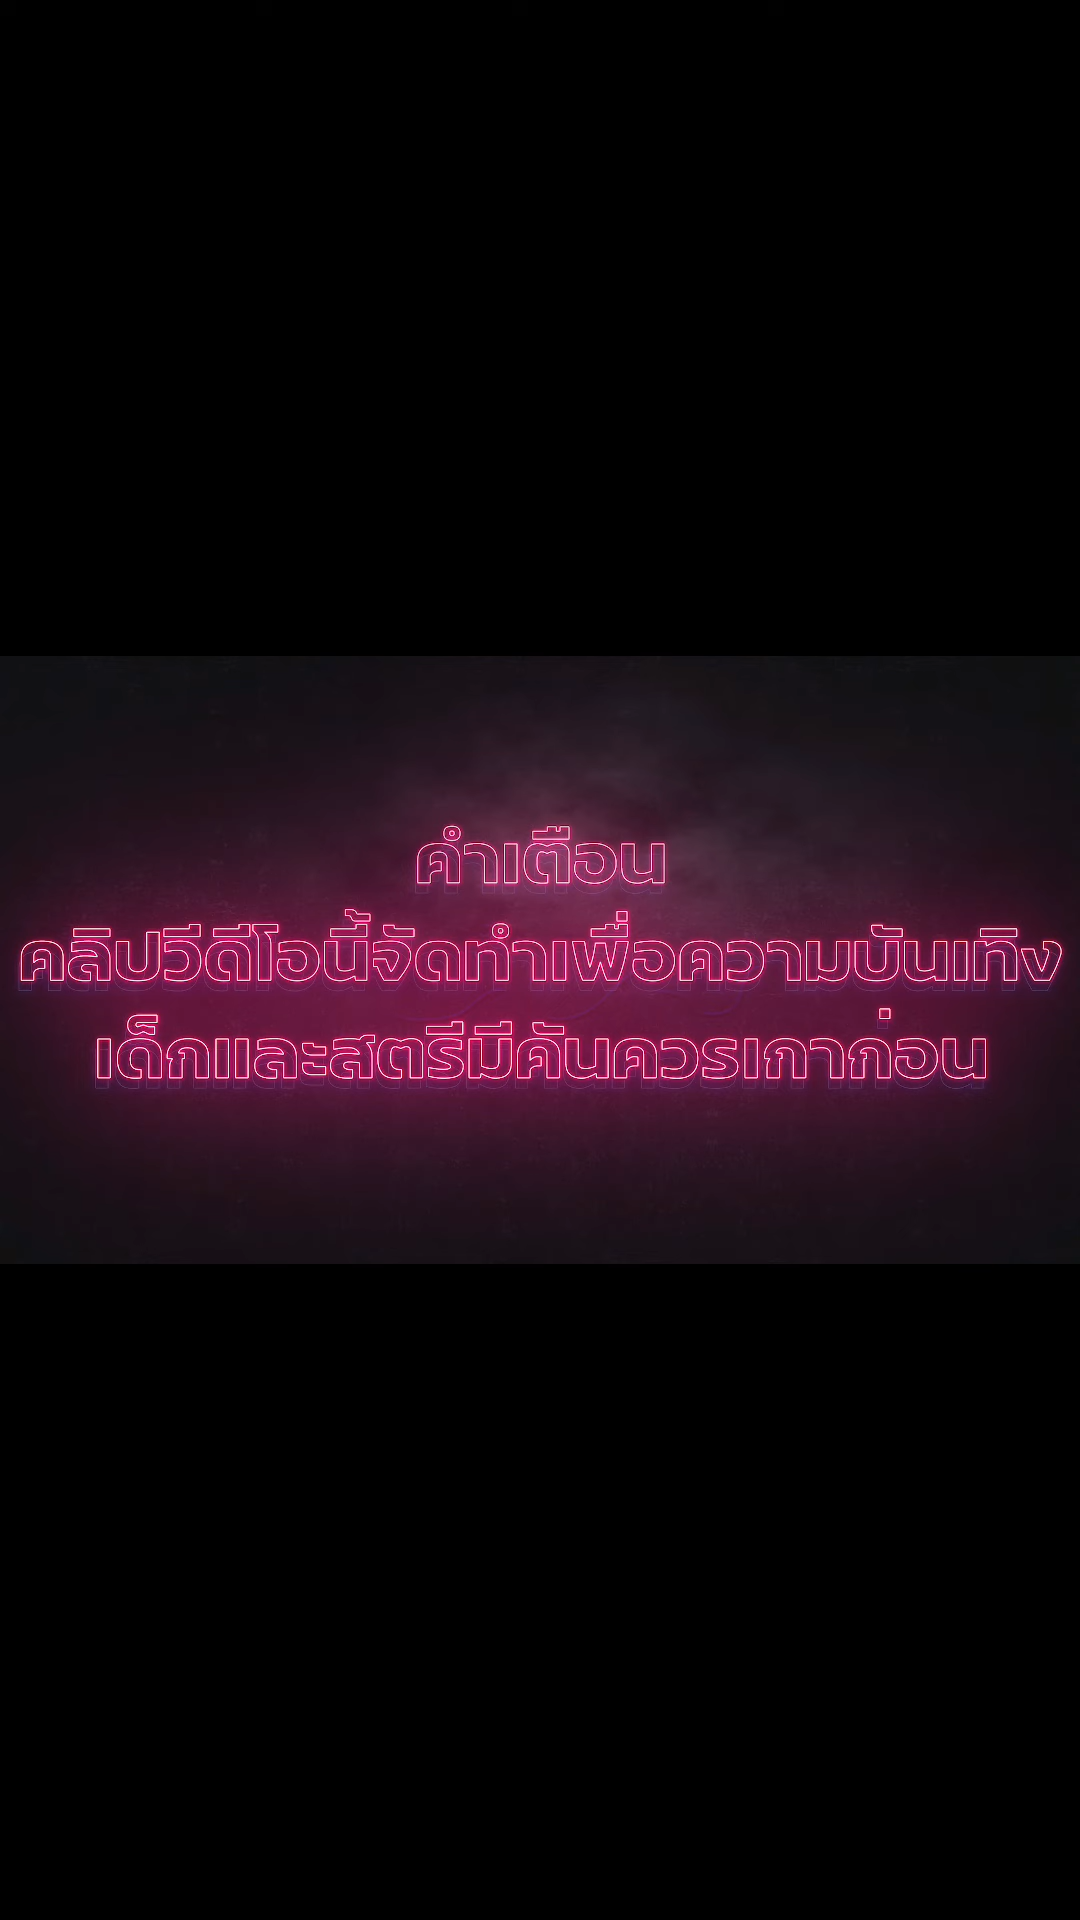 คำเตือน
คลิปวีดีโอนี้จัดทำเพื่อความบันเทิง
เด็กและสตรีมีคันควรเกาก่อน